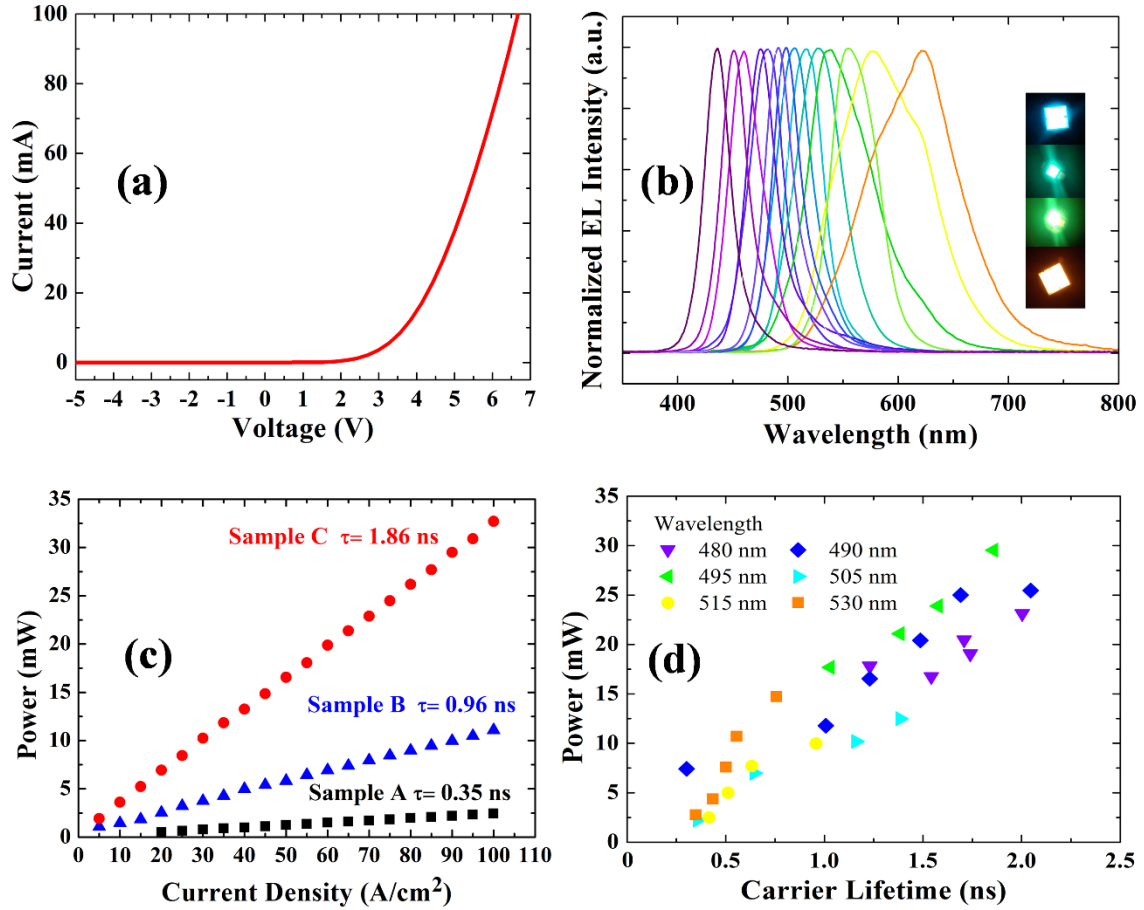 (a)
Current (mA)
100
80
60
40
20
0
-5 -4 -3 -2 -1 0 1 2 3 4 5 6 7
Voltage (V)
(b)
Normalized EL Intensity (a.u.)
400 500 600 700 800
Wavelength (nm)
(c)
Power (mW)
35
30
25
20
15
10
5
0
Sample C τ= 1.86 ns
Sample B τ= 0.96 ns
Sample A τ= 0.35 ns
0 10 20 30 40 50 60 70 80 90 100 110
Current Density (A/cm²)
(d)
Power (mW)
35
30
25
20
15
10
5
0
Wavelength
480 nm 490 nm
495 nm 505 nm
515 nm 530 nm
0 0.5 1.0 1.5 2.0 2.5
Carrier Lifetime (ns)